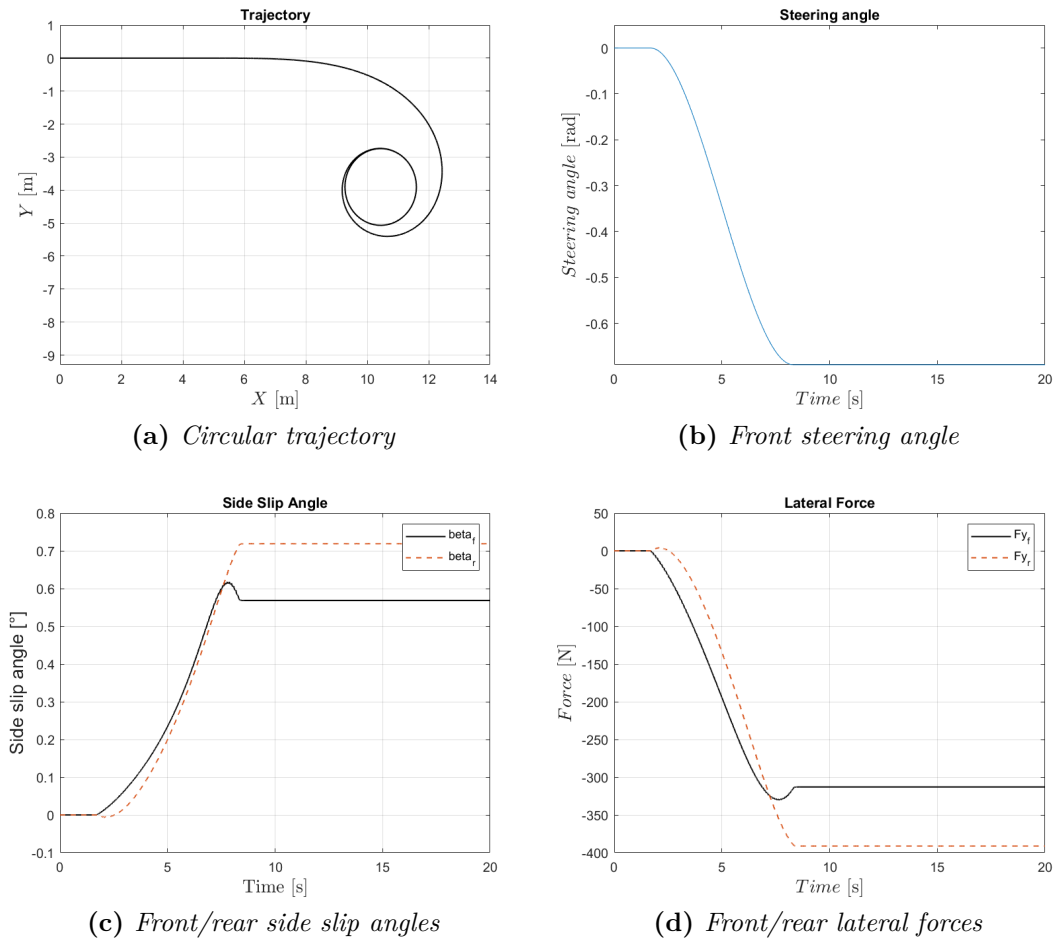 Trajectory
1
0
-1
-2
-3
-4
-5
-6
-7
-8
-9
Y [m]
0 2 4 6 8 10 12 14
X [m]
(a) Circular trajectory
Steering angle
0
-0.1
-0.2
-0.3
-0.4
-0.5
-0.6
Steering angle [rad]
0 5 10 15 20
Time [s]
(b) Front steering angle
Side Slip Angle
0.8
0.7
0.6
0.5
0.4
0.3
0.2
0.1
0
-0.1
Side slip angle [°]
beta_f
beta_r
0 5 10 15 20
Time [s]
(c) Front/rear side slip angles
Lateral Force
50
0
-50
-100
-150
-200
-250
-300
-350
-400
Force [N]
Fy_f
Fy_r
0 5 10 15 20
Time [s]
(d) Front/rear lateral forces